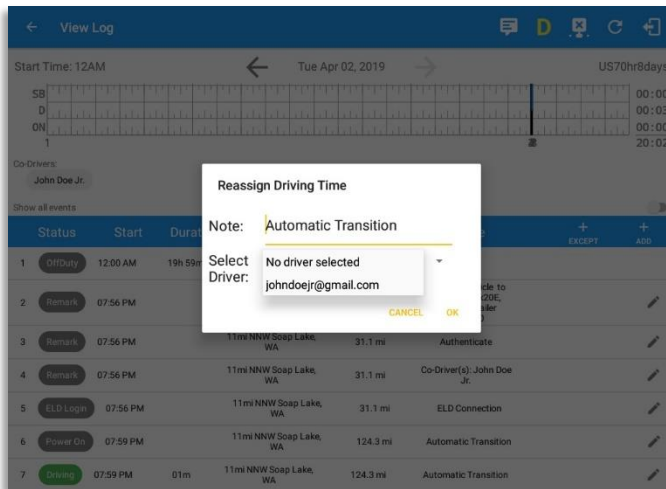 View Log
D
Start Time: 12AM
Tue Apr 02, 2019
US70hr8days
SB
00:00
D
00:03
ON
00:00
1
20:02
Co-Drivers:
John Doe Jr.
Show all events
Reassign Driving Time
Note: Automatic Transition
Select Driver:
No driver selected
johndoejr@gmail.com
CANCEL OK
Status Start
EXCEPT ADD
1 OffDuty 12:00 AM 19h 59m
2 Remark 07:56 PM
3 Remark 07:56 PM 11mi NNW Soap Lake, WA 31.1 mi Authenticate
4 Remark 07:56 PM 11mi NNW Soap Lake, WA 31.1 mi Co-Driver(s): John Doe Jr.
5 ELD Login 07:56 PM 11mi NNW Soap Lake, WA 31.1 mi ELD Connection
6 Power On 07:59 PM 11mi NNW Soap Lake, WA 124.3 mi Automatic Transition
7 Driving 07:59 PM 01m 11mi NNW Soap Lake, WA 124.3 mi Automatic Transition